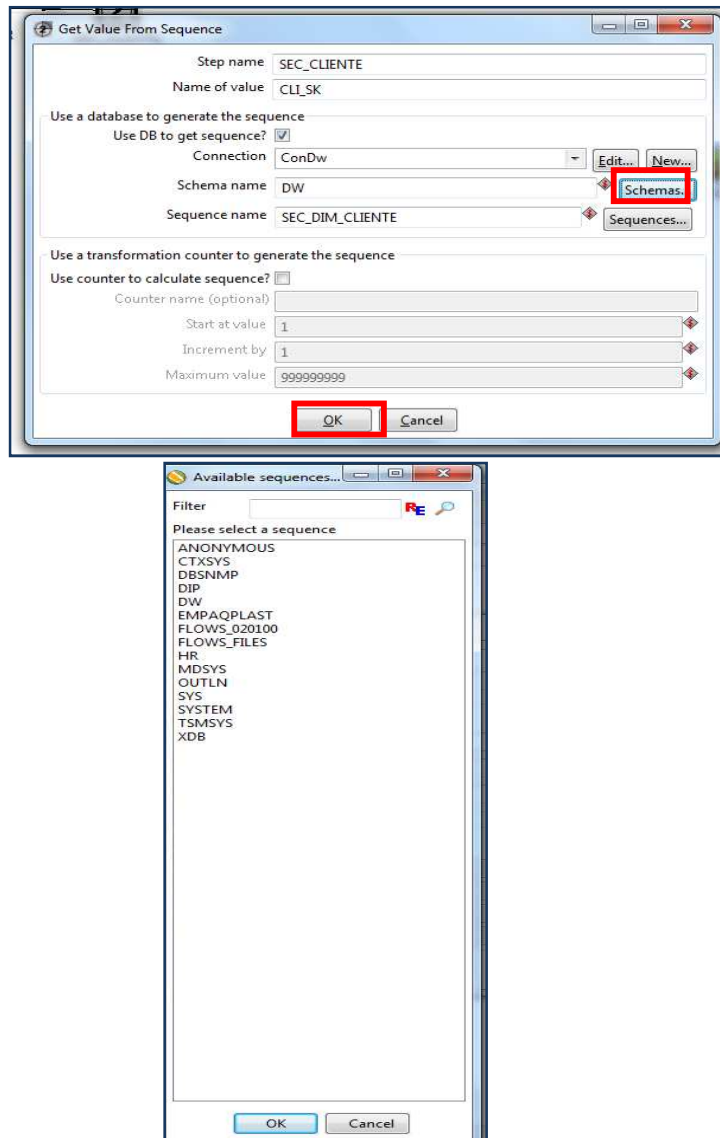 Get Value From Sequence
Step name SEC_CLIENTE
Name of value CLI_SK
Use a database to generate the sequence
Use DB to get sequence?
Connection ConDw Edit... New...
Schema name DW Schemas.
Sequence name SEC_DIM_CLIENTE Sequences...
Use a transformation counter to generate the sequence
Use counter to calculate sequence?
Counter name (optional)
Start at value 1
Increment by 1
Maximum value 999999999
OK Cancel
Available sequences...
Filter RE
Please select a sequence
ANONYMOUS
CTXSYS
DBSNMP
DIP
DW
EMPAQPLAST
FLOWS_020100
FLOWS_FILES
HR
MDSYS
OUTLN
SYS
SYSTEM
TSMSYS
XDB
OK Cancel